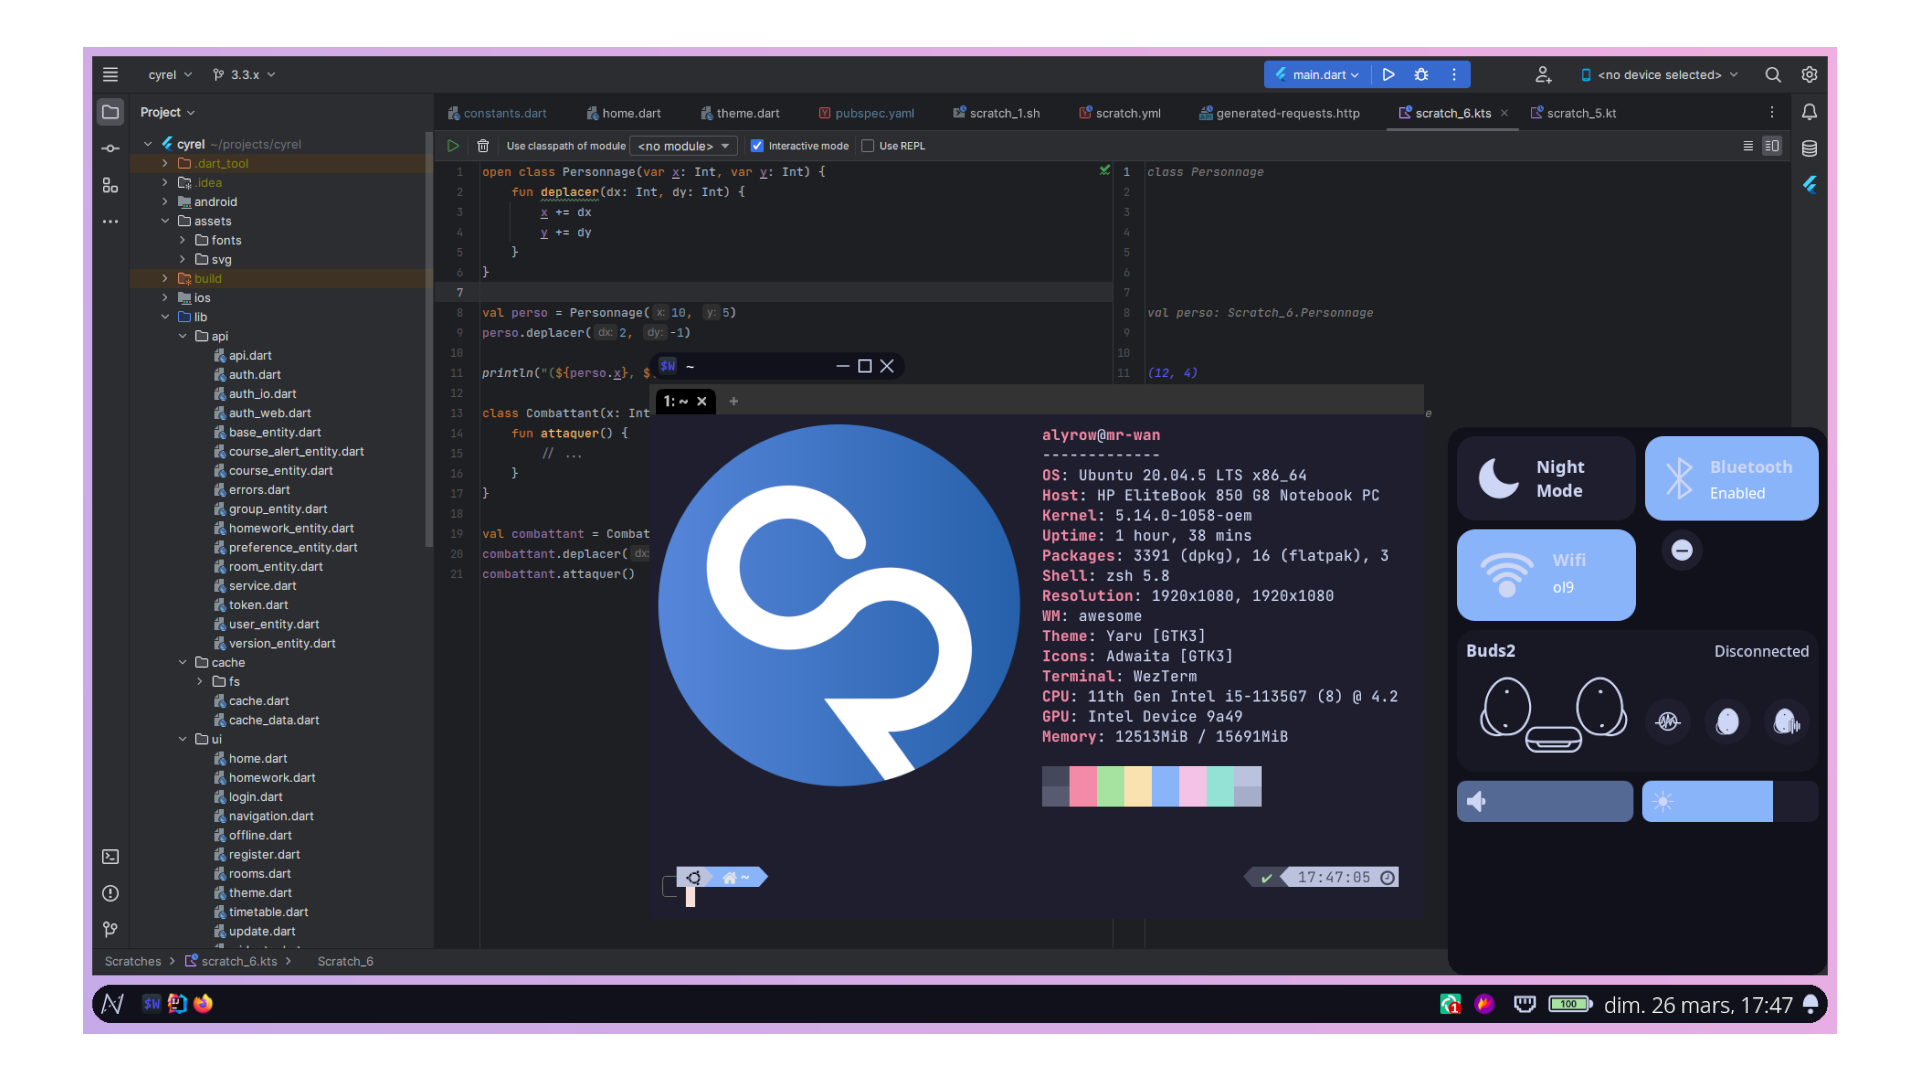 cyrel
3.3.x
main.dart
<no device selected>
Project
constants.dart
home.dart
theme.dart
pubspec.yaml
scratch_1.sh
scratch.yml
generated-requests.http
scratch_6.kts
scratch_5.kt
Use classpath of module
<no module>
Interactive mode
Use REPL
cyrel ~/projects/cyrel
.dart_tool
.idea
android
assets
fonts
svg
build
ios
lib
api
api.dart
auth.dart
auth_io.dart
auth_web.dart
base_entity.dart
course_alert_entity.dart
course_entity.dart
errors.dart
group_entity.dart
homework_entity.dart
preference_entity.dart
room_entity.dart
service.dart
token.dart
user_entity.dart
version_entity.dart
cache
fs
cache.dart
cache_data.dart
ui
home.dart
homework.dart
login.dart
navigation.dart
offline.dart
register.dart
rooms.dart
theme.dart
timetable.dart
update.dart
1 open class Personnage(var x: Int, var y: Int) {
2 fun deplacer(dx: Int, dy: Int) {
3 x += dx
4 y += dy
5 }
6 }
7
8 val perso = Personnage( x: 10, y: 5)
9 perso.deplacer( dx: 2, dy: -1)
10
11 println("(${perso.x}, $
12
13 class Combattant(x: Int
14 fun attaquer() {
15 // ...
16 }
17 }
18
19 val combattant = Combat
20 combattant.deplacer( dx:
21 combattant.attaquer()
1 class Personnage
2
3
4
5
6
7
8 val perso: Scratch_6.Personnage
9
10
11 (12, 4)
e
$W ~
1: ~
alyrow@mr-wan
-------------
OS: Ubuntu 20.04.5 LTS x86_64
Host: HP EliteBook 850 G8 Notebook PC
Kernel: 5.14.0-1058-oem
Uptime: 1 hour, 38 mins
Packages: 3391 (dpkg), 16 (flatpak), 3
Shell: zsh 5.8
Resolution: 1920x1080, 1920x1080
WM: awesome
Theme: Yaru [GTK3]
Icons: Adwaita [GTK3]
Terminal: WezTerm
CPU: 11th Gen Intel i5-1135G7 (8) @ 4.2
GPU: Intel Device 9a49
Memory: 12513MiB / 15691MiB
~
17:47:05
Night
Mode
Bluetooth
Enabled
Wifi
ol9
Buds2
Disconnected
Scratches
scratch_6.kts
Scratch_6
$W
1
100
dim. 26 mars, 17:47